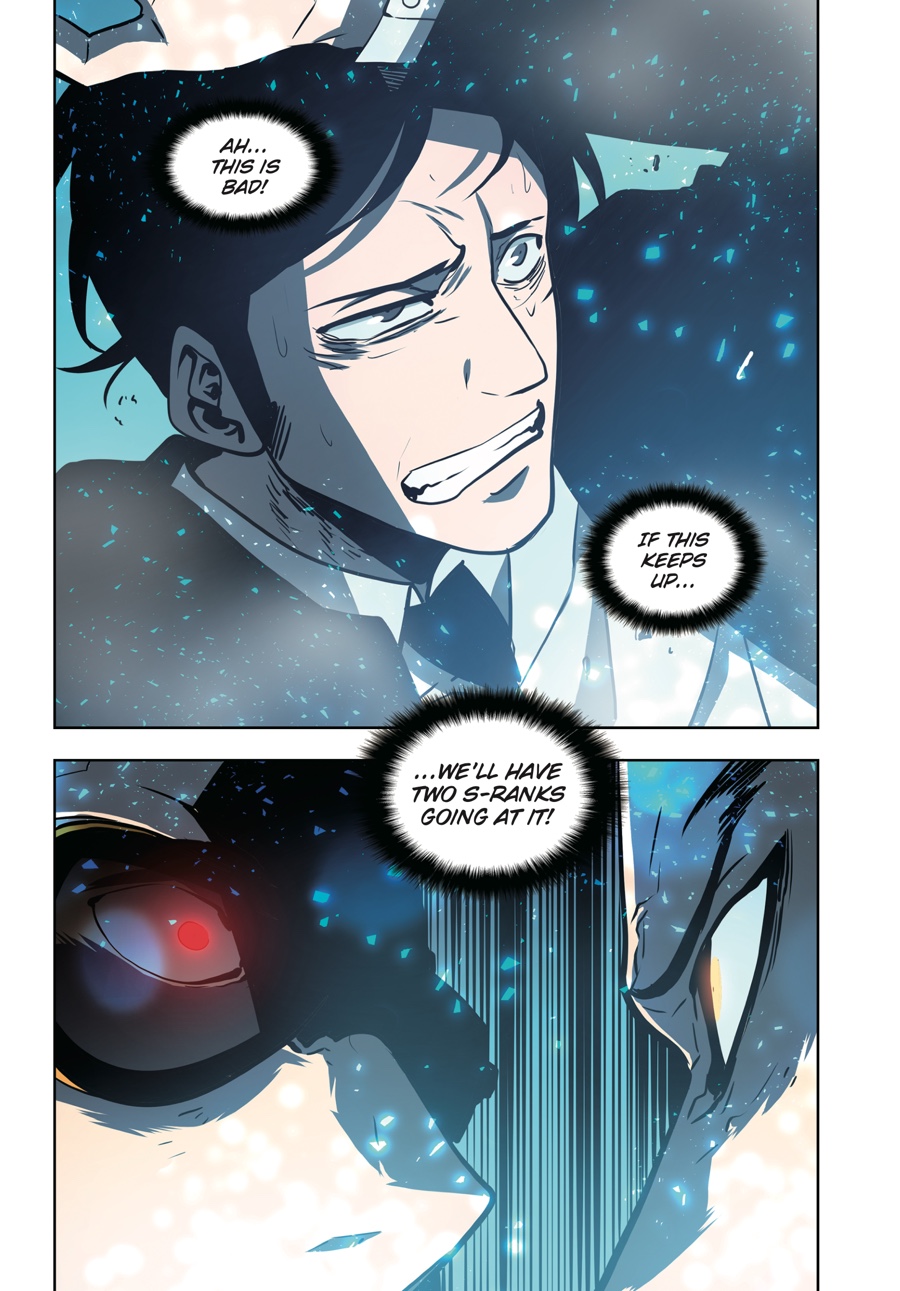 AH...
THIS IS
BAD!
IF THIS
KEEPS
UP...
...WE'LL HAVE
TWO S-RANKS
GOING AT IT!